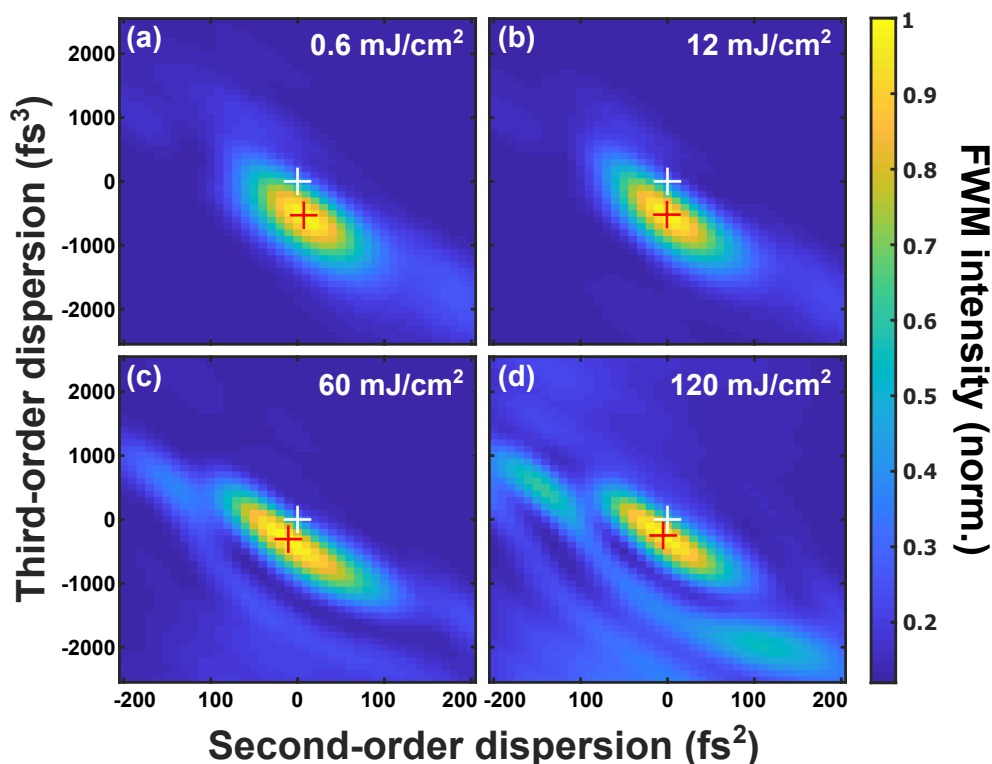 (a) 0.6 mJ/cm²
(b) 12 mJ/cm²
2000
1000
0
-1000
-2000
(c) 60 mJ/cm²
(d) 120 mJ/cm²
2000
1000
0
-1000
-2000
-200 100 0 100 200
-200 100 0 100 200
Third-order dispersion (fs³)
Second-order dispersion (fs²)
1
0.9
0.8
0.7
0.6
0.5
0.4
0.3
0.2
FWM intensity (norm.)